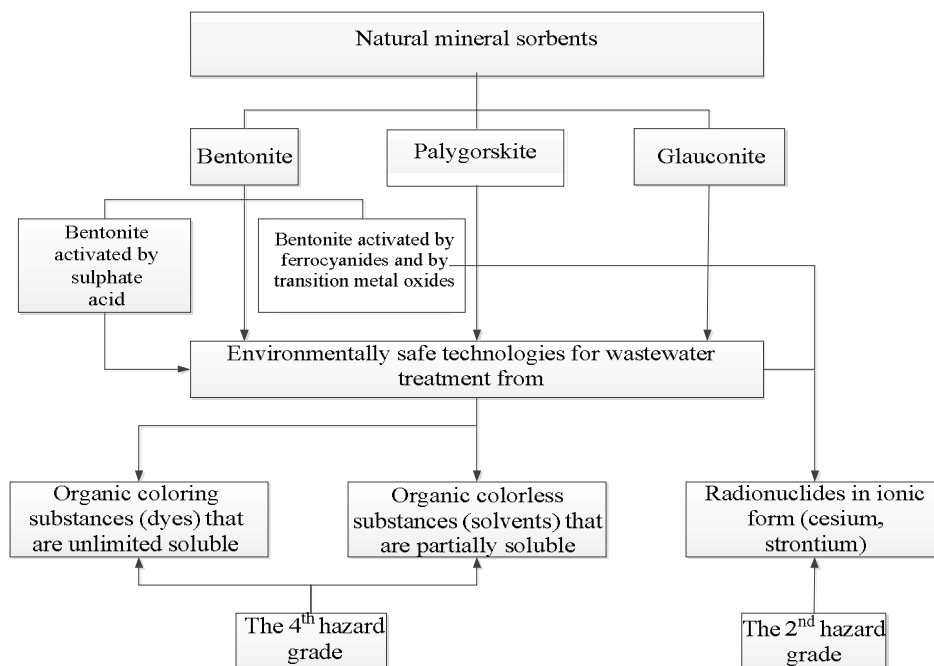 Natural mineral sorbents
Bentonite
Palygorskite
Glauconite
Bentonite
activated by
sulphate
acid
Bentonite activated by
ferrocyanides and by
transition metal oxides
Environmentally safe technologies for wastewater
treatment from
Organic coloring
substances (dyes) that
are unlimited soluble
Organic colorless
substances (solvents) that
are partially soluble
Radionuclides in ionic
form (cesium,
strontium)
The 4th hazard
grade
The 2nd hazard
grade